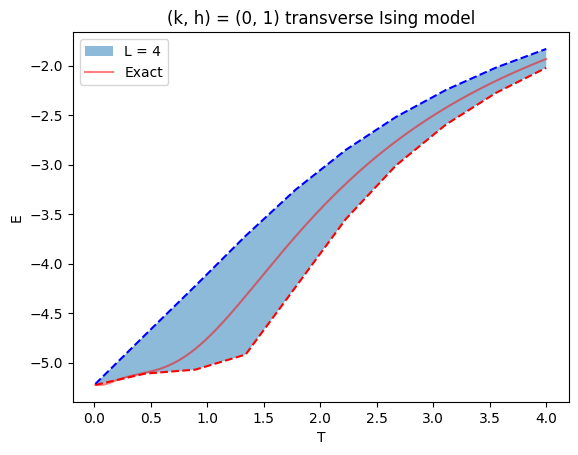 (k, h) = (0, 1) transverse Ising model
L = 4
Exact
E
−2.0
−2.5
−3.0
−3.5
−4.0
−4.5
−5.0
0.0 0.5 1.0 1.5 2.0 2.5 3.0 3.5 4.0
T